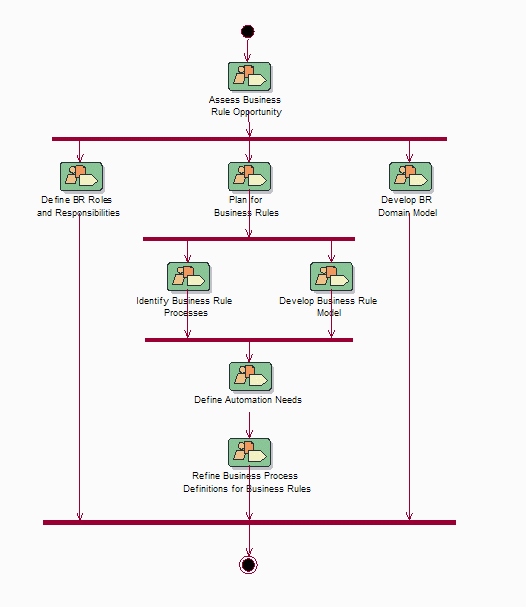 Assess Business
Rule Opportunity
Define BR Roles
and Responsibilities
Plan for
Business Rules
Develop BR
Domain Model
Identify Business Rule
Processes
Develop Business Rule
Model
Define Automation Needs
Refine Business Process
Definitions for Business Rules